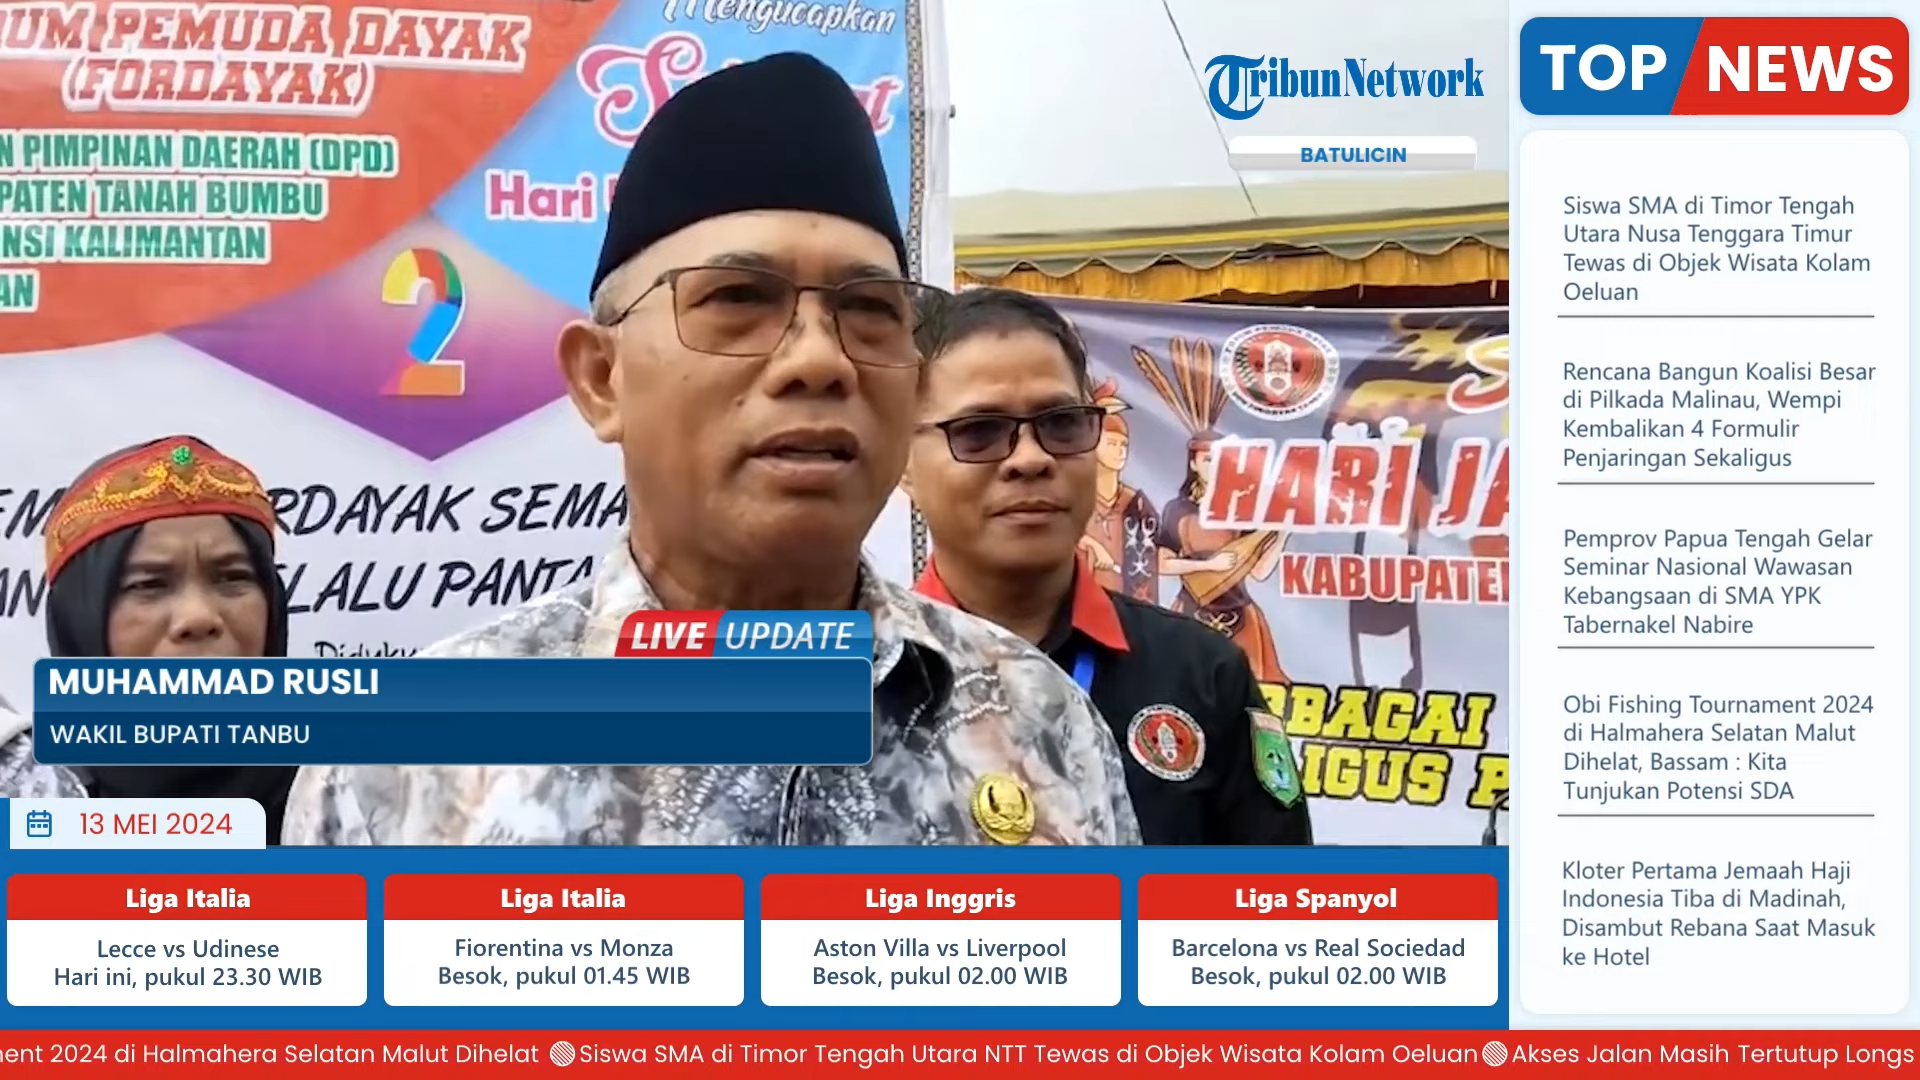 UM PEMUDA DAYAK
(FORDAYAK)
N PIMPINAN DAERAH (DPD)
PATEN TANAH BUMBU
NSI KALIMANTAN
AN
Mengucapkan
Hari
2
RDAYAK SEMA
LALU PANTA
HARI JA
KABUPATE
BAGAI
IGUS P
TribunNetwork
BATULICIN
LIVE UPDATE
MUHAMMAD RUSLI
WAKIL BUPATI TANBU
13 MEI 2024
TOP NEWS
Siswa SMA di Timor Tengah
Utara Nusa Tenggara Timur
Tewas di Objek Wisata Kolam
Oeluan
Rencana Bangun Koalisi Besar
di Pilkada Malinau, Wempi
Kembalikan 4 Formulir
Penjaringan Sekaligus
Pemprov Papua Tengah Gelar
Seminar Nasional Wawasan
Kebangsaan di SMA YPK
Tabernakel Nabire
Obi Fishing Tournament 2024
di Halmahera Selatan Malut
Dihelat, Bassam : Kita
Tunjukan Potensi SDA
Kloter Pertama Jemaah Haji
Indonesia Tiba di Madinah,
Disambut Rebana Saat Masuk
ke Hotel
Liga Italia
Lecce vs Udinese
Hari ini, pukul 23.30 WIB
Liga Italia
Fiorentina vs Monza
Besok, pukul 01.45 WIB
Liga Inggris
Aston Villa vs Liverpool
Besok, pukul 02.00 WIB
Liga Spanyol
Barcelona vs Real Sociedad
Besok, pukul 02.00 WIB
ent 2024 di Halmahera Selatan Malut Dihelat Siswa SMA di Timor Tengah Utara NTT Tewas di Objek Wisata Kolam Oeluan Akses Jalan Masih Tertutup Longs